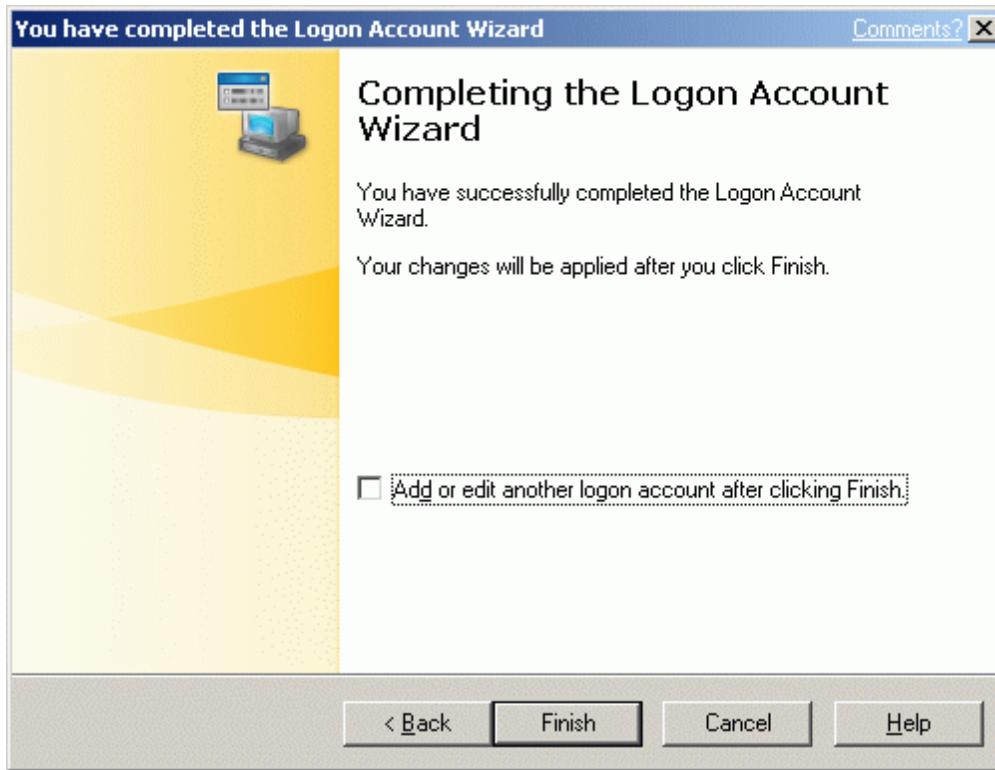 You have completed the Logon Account Wizard
Comments?
Completing the Logon Account
Wizard
You have successfully completed the Logon Account
Wizard.
Your changes will be applied after you click Finish.
Add or edit another logon account after clicking Finish.
< Back
Finish
Cancel
Help